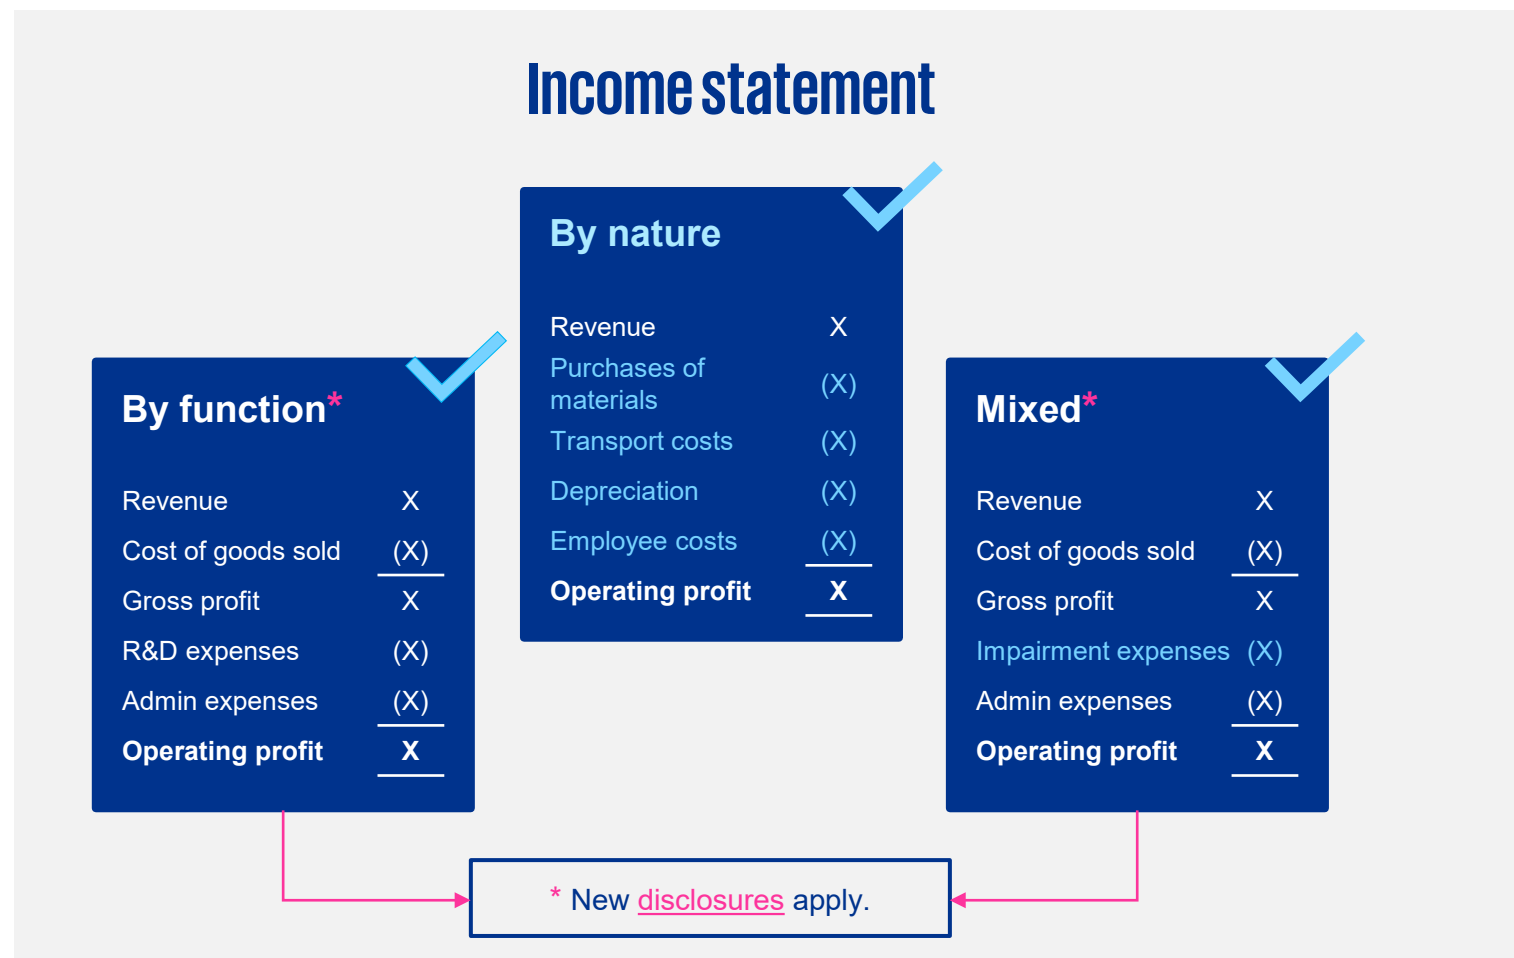 Income statement
By function*
Revenue X
Cost of goods sold (X)
Gross profit X
R&D expenses (X)
Admin expenses (X)
Operating profit X
By nature
Revenue X
Purchases of
materials (X)
Transport costs (X)
Depreciation (X)
Employee costs (X)
Operating profit X
Mixed*
Revenue X
Cost of goods sold (X)
Gross profit X
Impairment expenses (X)
Admin expenses (X)
Operating profit X
* New disclosures apply.